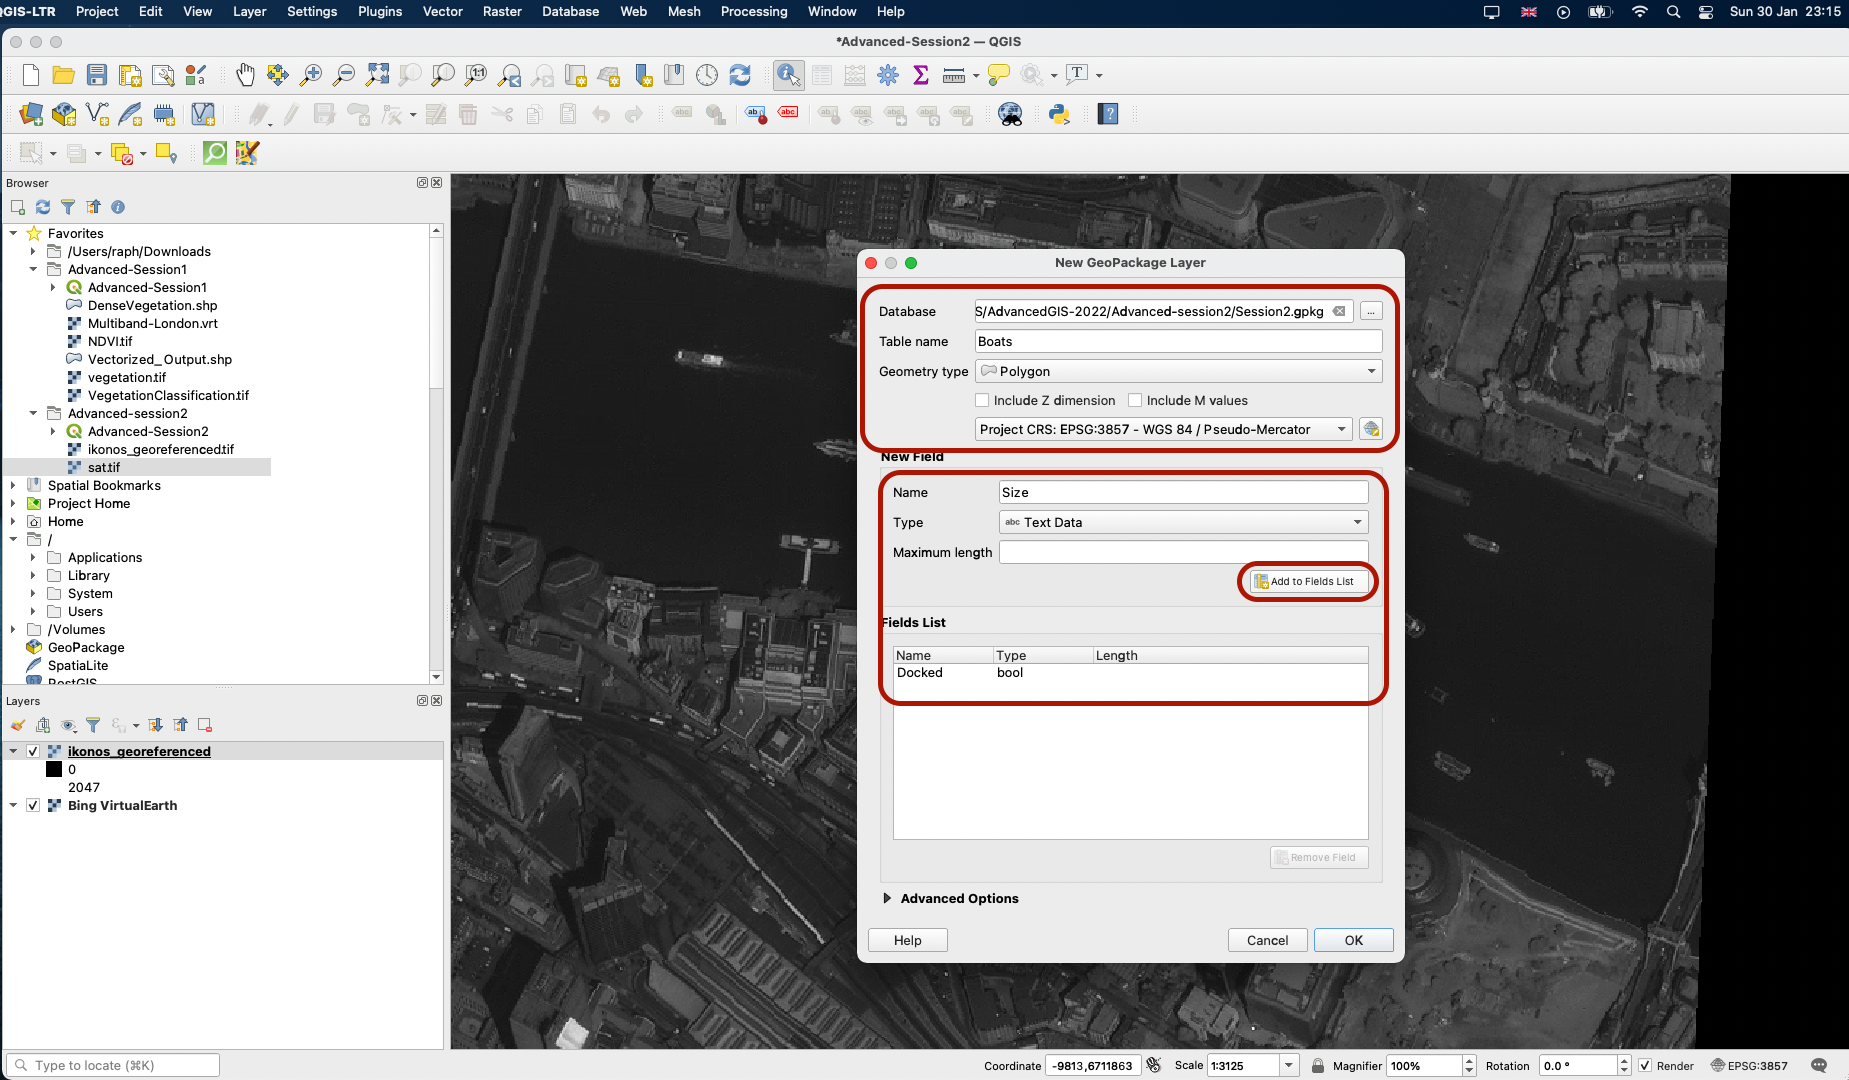 QGIS-LTR Project Edit View Layer Settings Plugins Vector Raster Database Web Mesh Processing Window Help Sun 30 Jan 23:15
*Advanced-Session2 — QGIS
Browser
Favorites
/Users/raph/Downloads
Advanced-Session1
Advanced-Session1
DenseVegetation.shp
Multiband-London.vrt
NDVI.tif
Vectorized_Output.shp
vegetation.tif
VegetationClassification.tif
Advanced-session2
Advanced-Session2
ikonos_georeferenced.tif
sat.tif
Spatial Bookmarks
Project Home
Home
/
Applications
Library
System
Users
/Volumes
GeoPackage
SpatiaLite
PostGIS
Layers
ikonos_georeferenced
0
2047
Bing VirtualEarth
New GeoPackage Layer
Database S/AdvancedGIS-2022/Advanced-session2/Session2.gpkg ...
Table name Boats
Geometry type Polygon
Include Z dimension Include M values
Project CRS: EPSG:3857 - WGS 84 / Pseudo-Mercator
New Field
Name Size
Type abc Text Data
Maximum length
Add to Fields List
Fields List
Name Type Length
Docked bool
Remove Field
Advanced Options
Help Cancel OK
Type to locate (⌘K) Coordinate -9813,6711863 Scale 1:3125 Magnifier 100% Rotation 0.0 ° Render EPSG:3857